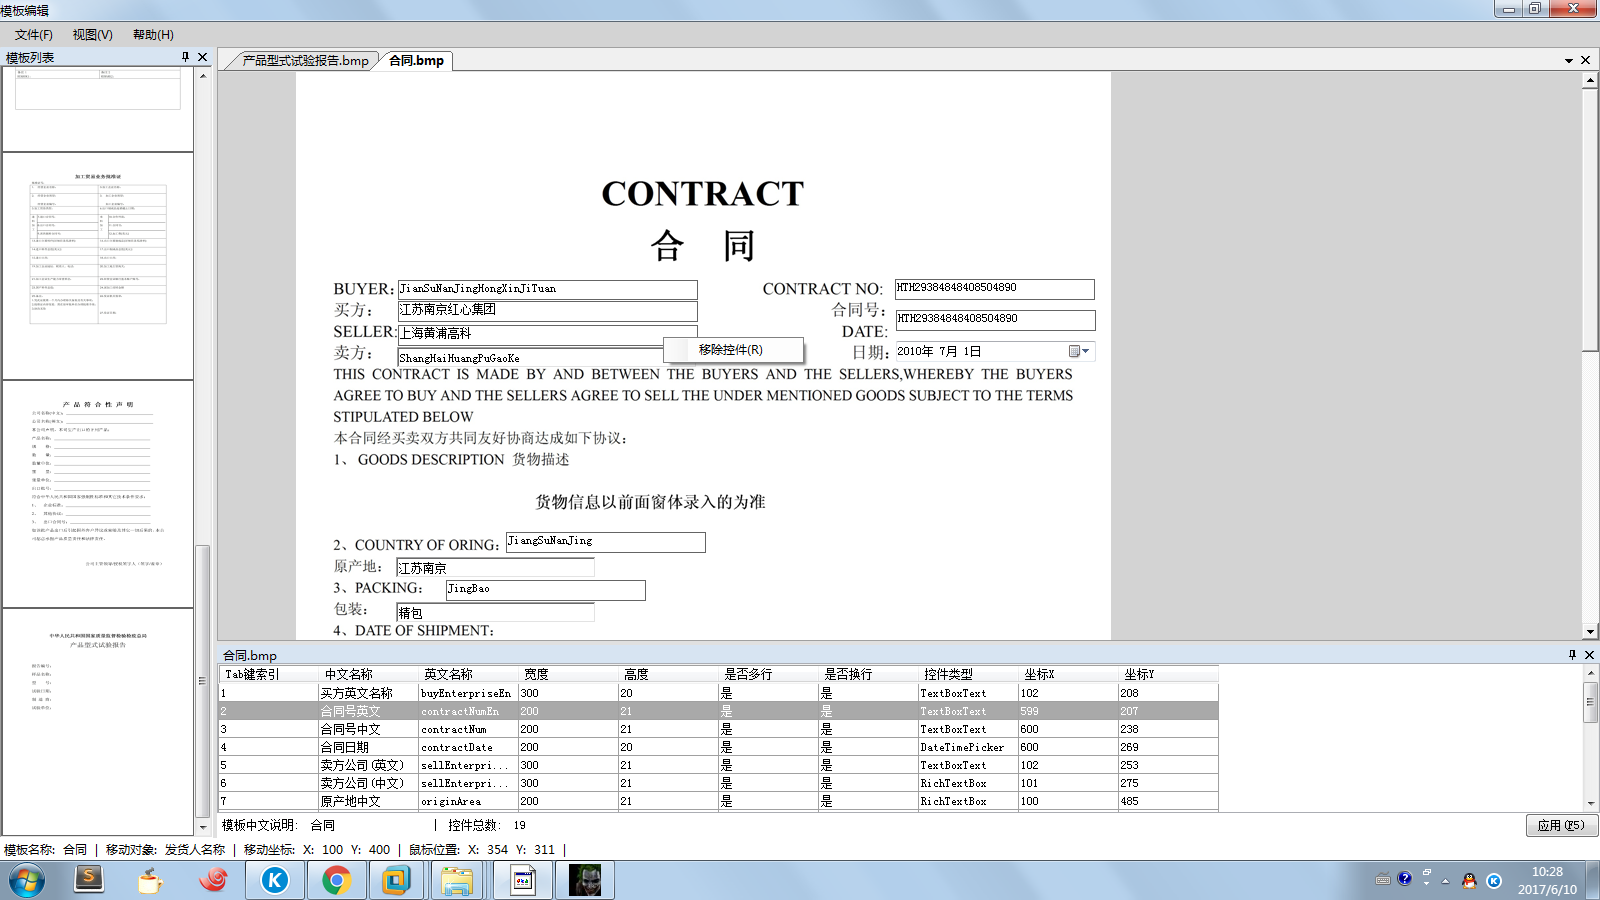 模板编辑
文件(F) 视图(V) 帮助(H)
模板列表
产品型式试验报告.bmp 合同.bmp
加工贸易业务批准证
产 品 符 合 性 声 明
中华人民共和国国家质量监督检验检疫总局
产品型式试验报告
CONTRACT
合 同
BUYER: JianSuNanJingHongXinJiTuan CONTRACT NO: HTH29384848408504890
买方: 江苏南京红心集团 合同号: HTH29384848408504890
SELLER: 上海黄浦高科 DATE:
卖方: ShangHaiHuangPuGaoKe 日期: 2010年 7月 1日
移除控件(R)
THIS CONTRACT IS MADE BY AND BETWEEN THE BUYERS AND THE SELLERS,WHEREBY THE BUYERS
AGREE TO BUY AND THE SELLERS AGREE TO SELL THE UNDER MENTIONED GOODS SUBJECT TO THE TERMS
STIPULATED BELOW
本合同经买卖双方共同友好协商达成如下协议:
1、 GOODS DESCRIPTION 货物描述
货物信息以前面窗体录入的为准
2、COUNTRY OF ORING: JiangSuNanJing
原产地: 江苏南京
3、PACKING: JingBao
包装: 精包
4、DATE OF SHIPMENT:
合同.bmp
Tab键索引 中文名称 英文名称 宽度 高度 是否多行 是否换行 控件类型 坐标X 坐标Y
1 买方英文名称 buyEnterpriseEn 300 20 是 是 TextBoxText 102 208
2 合同号英文 contractNumEn 200 21 是 是 TextBoxText 599 207
3 合同号中文 contractNum 200 21 是 是 TextBoxText 600 238
4 合同日期 contractDate 200 20 是 是 DateTimePicker 600 269
5 卖方公司(英文) sellEnterpri... 300 21 是 是 TextBoxText 102 253
6 卖方公司(中文) sellEnterpri... 300 21 是 是 RichTextBox 101 275
7 原产地中文 originArea 200 21 是 是 RichTextBox 100 485
模板中文说明: 合同 | 控件总数: 19
应用(F5)
模板名称: 合同 | 移动对象: 发货人名称 | 移动坐标: X: 100 Y: 400 | 鼠标位置: X: 354 Y: 311 |
10:28
2017/6/10